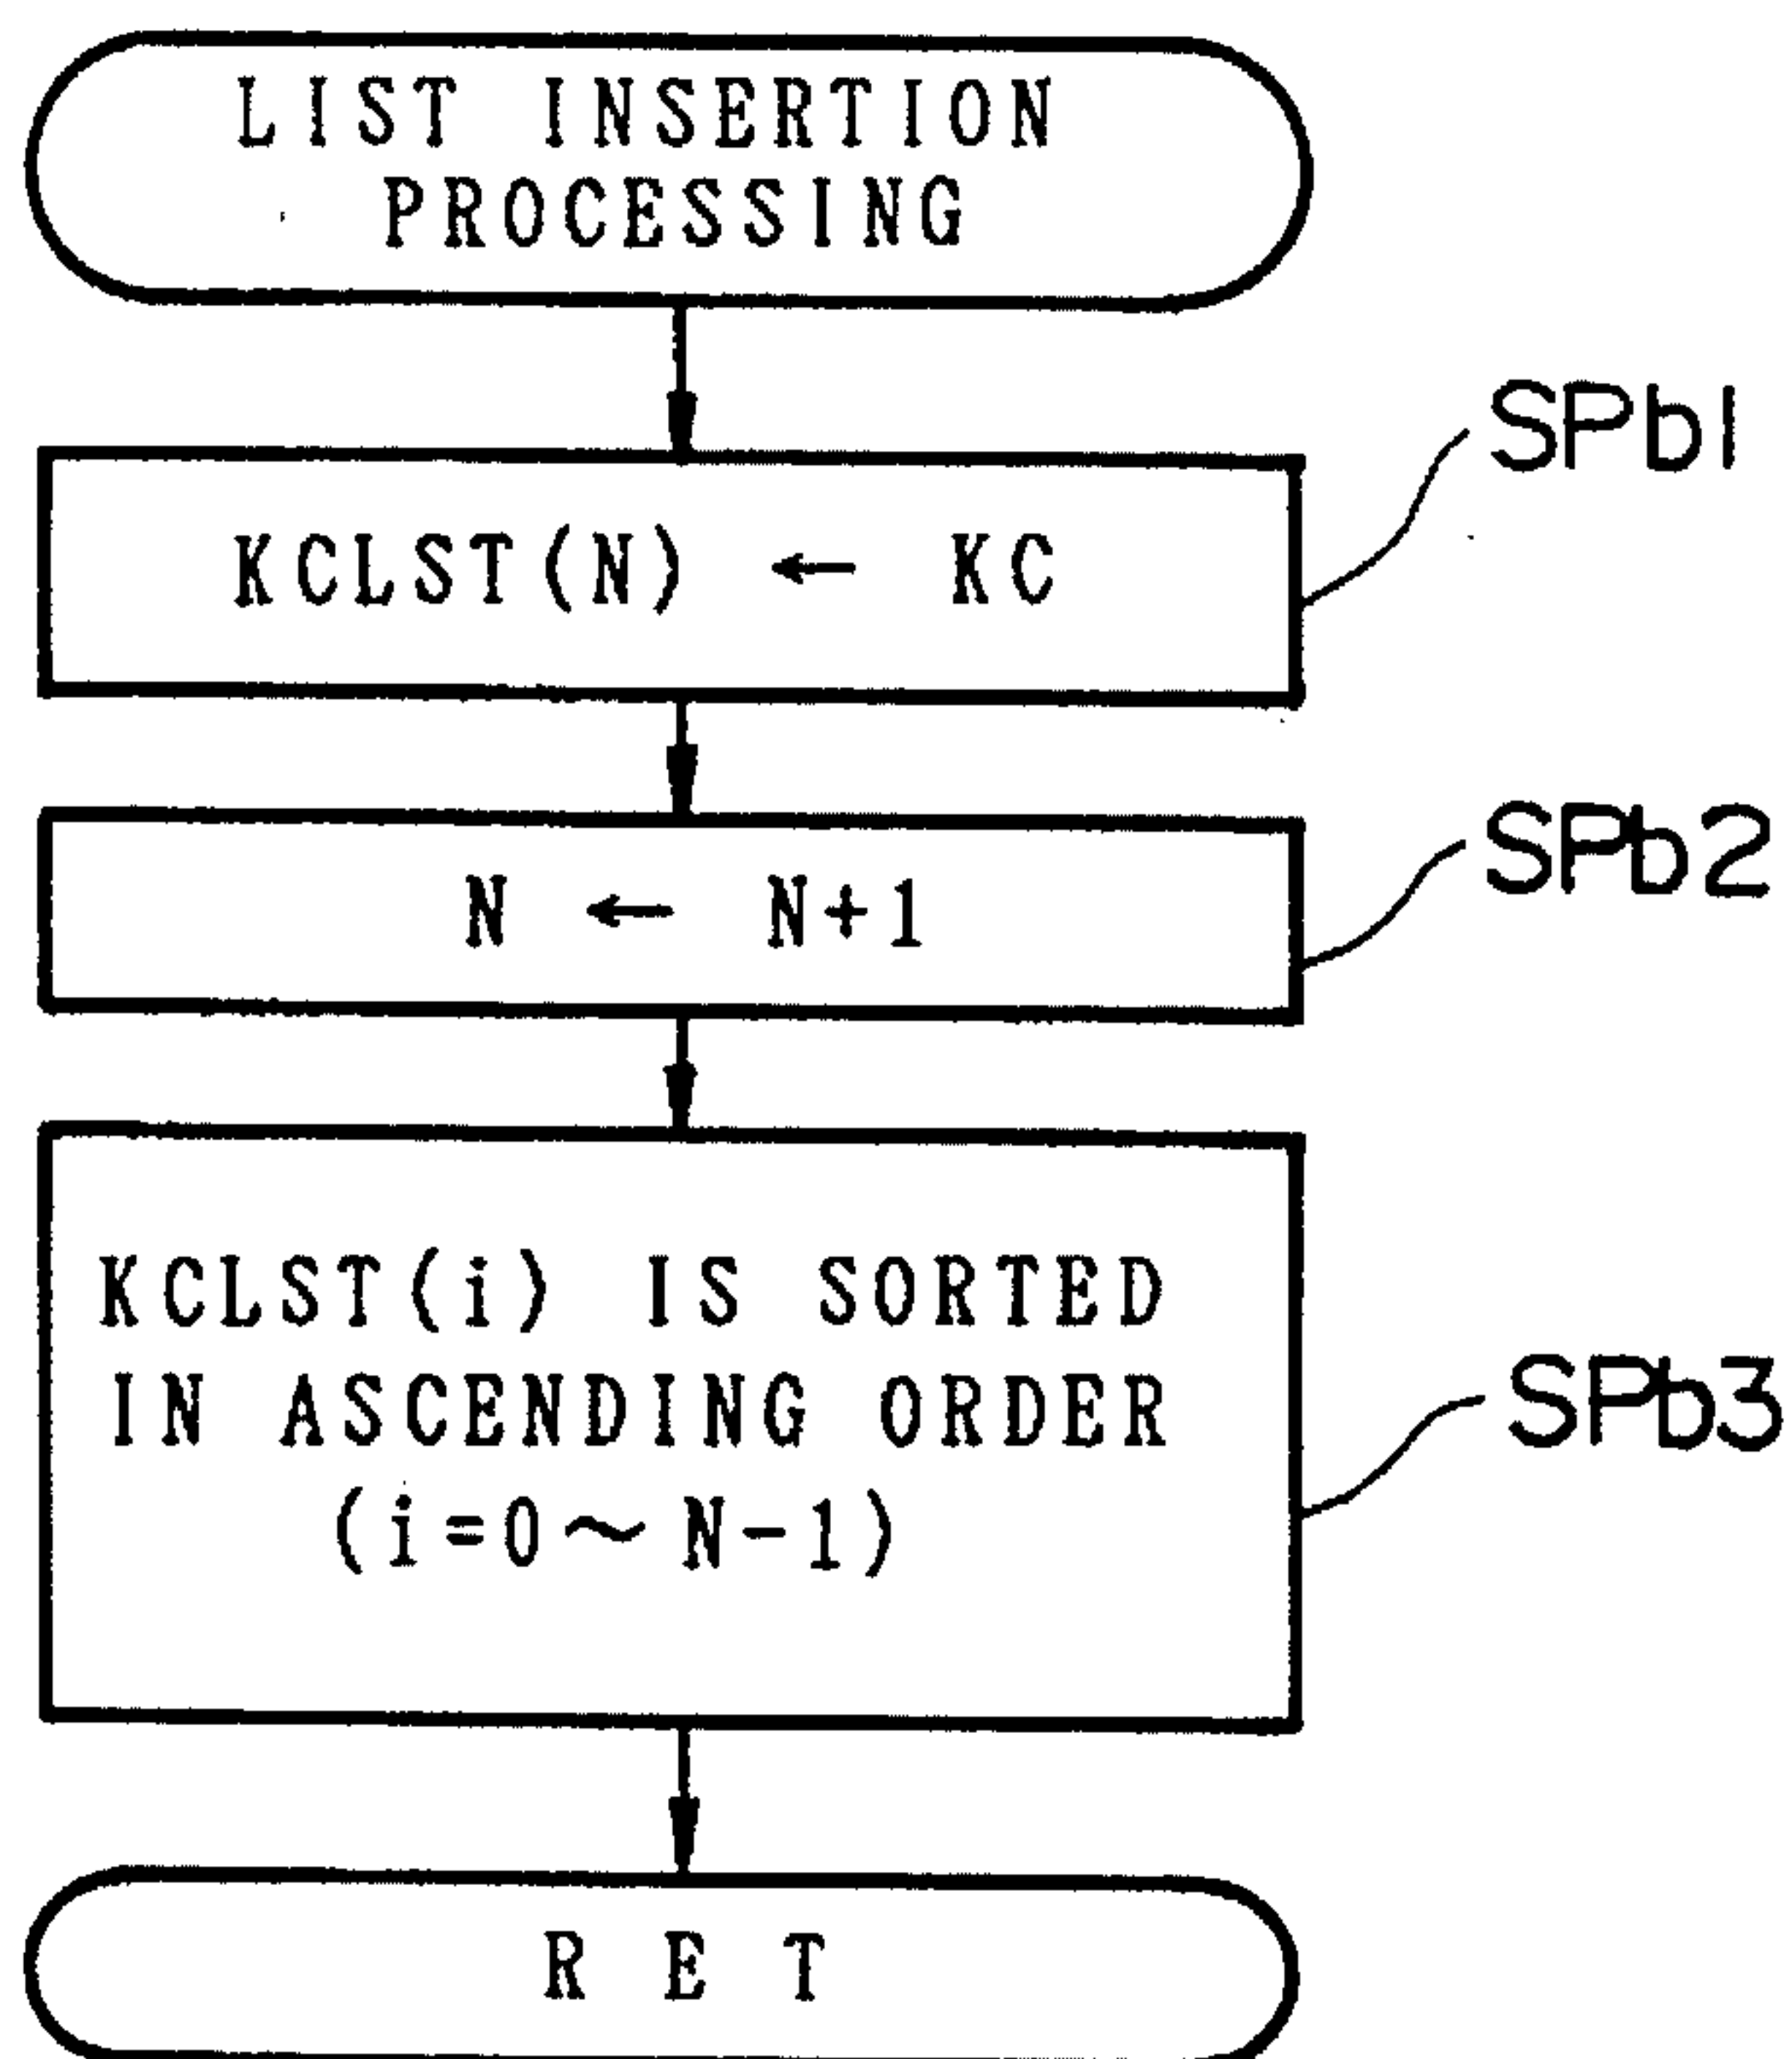 LIST INSERTION
PROCESSING
SPb1
KCLST(N) ← KC
SPb2
N ← N+1
KCLST(i) IS SORTED
IN ASCENDING ORDER
(i=0~N-1)
SPb3
RET